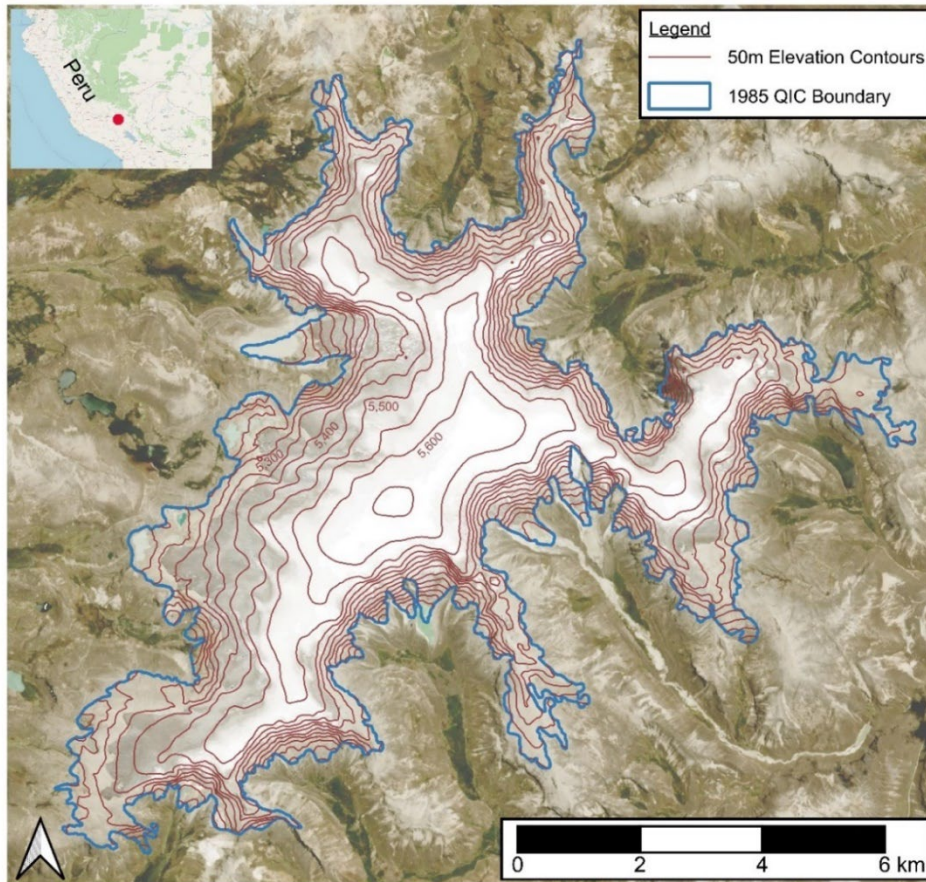 Peru
Legend
50m Elevation Contours
1985 QIC Boundary
5,500
5,400
5,300
5,600
0 2 4 6 km